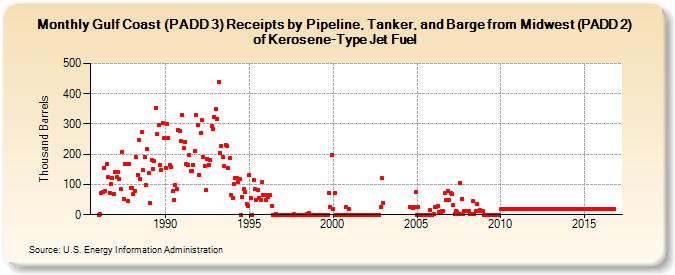 Monthly Gulf Coast (PADD 3) Receipts by Pipeline, Tanker, and Barge from Midwest (PADD 2)
of Kerosene-Type Jet Fuel
Thousand Barrels
500
400
300
200
100
0
1990 1995 2000 2005 2010 2015
Source: U.S. Energy Information Administration